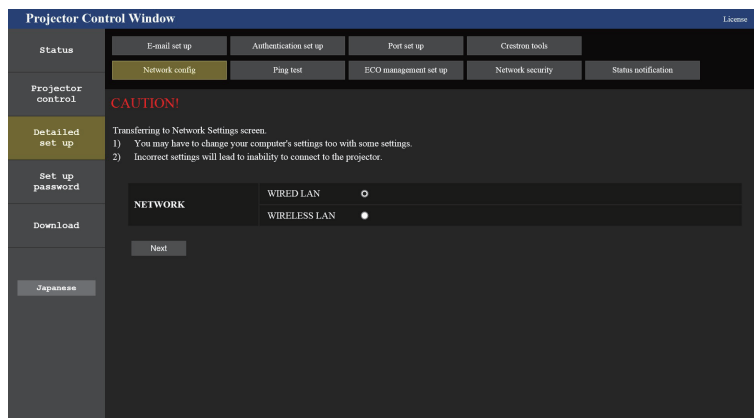 Projector Control Window
License
Status
Projector
control
Detailed
set up
Set up
password
Download
Japanese
E-mail set up
Authentication set up
Port set up
Crestron tools
Network config
Ping test
ECO management set up
Network security
Status notification
CAUTION!
Transferring to Network Settings screen.
1) You may have to change your computer's settings too with some settings.
2) Incorrect settings will lead to inability to connect to the projector.
NETWORK
WIRED LAN
WIRELESS LAN
Next